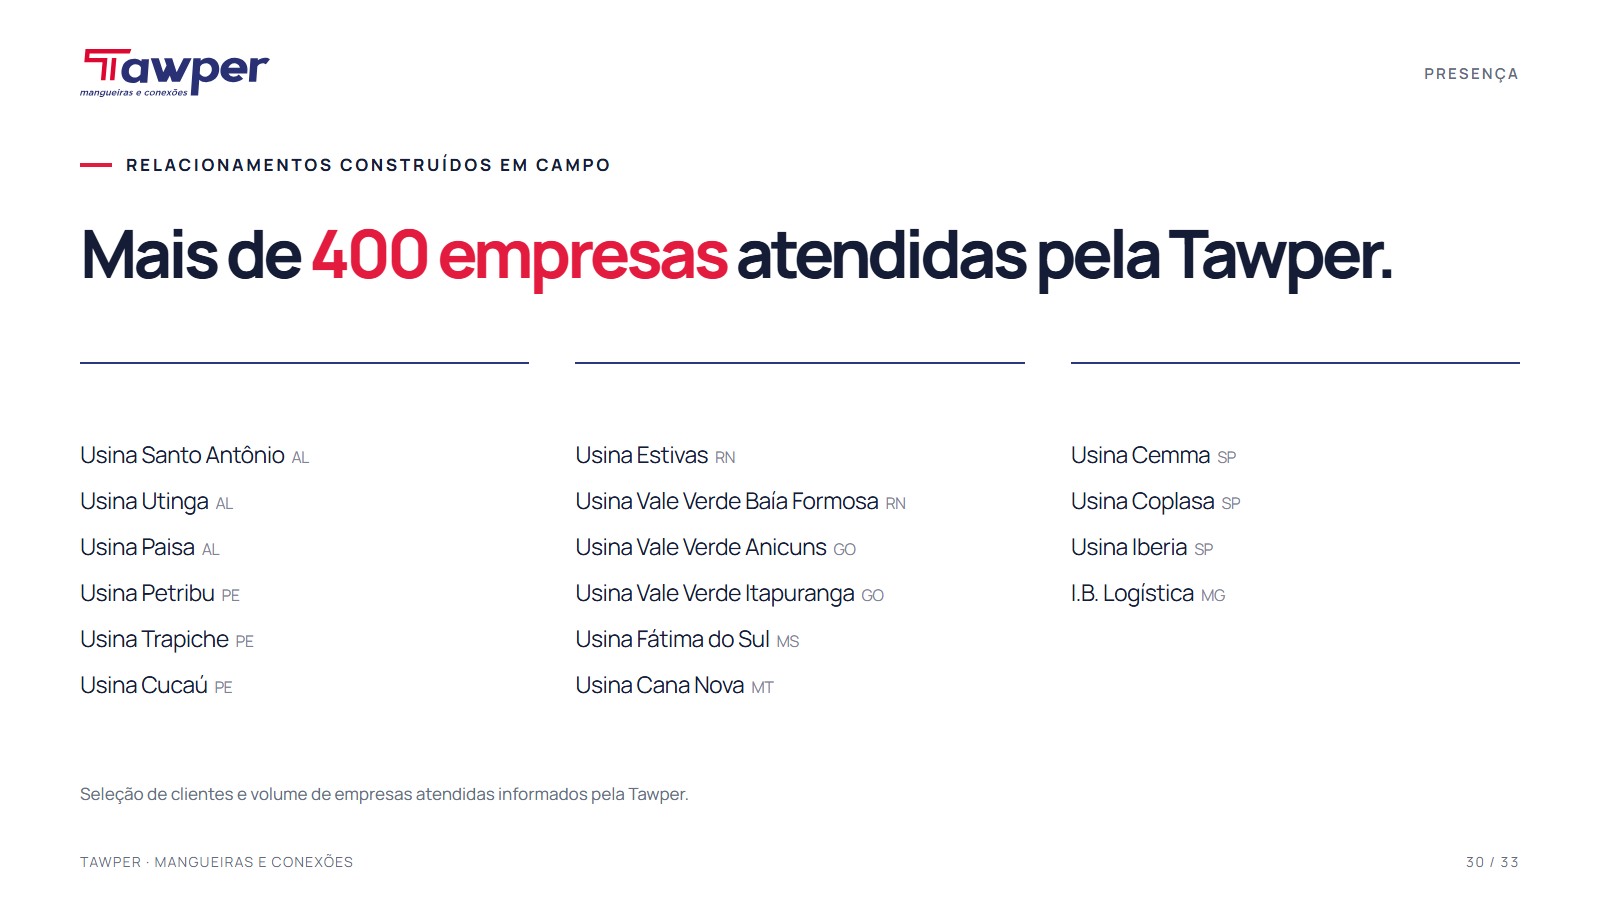 Tawper
mangueiras e conexões
PRESENÇA
RELACIONAMENTOS CONSTRUÍDOS EM CAMPO
Mais de 400 empresas atendidas pela Tawper.
Usina Santo Antônio AL
Usina Utinga AL
Usina Paisa AL
Usina Petribu PE
Usina Trapiche PE
Usina Cucaú PE
Usina Estivas RN
Usina Vale Verde Baía Formosa RN
Usina Vale Verde Anicuns GO
Usina Vale Verde Itapuranga GO
Usina Fátima do Sul MS
Usina Cana Nova MT
Usina Cemma SP
Usina Coplasa SP
Usina Iberia SP
I.B. Logística MG
Seleção de clientes e volume de empresas atendidas informados pela Tawper.
TAWPER · MANGUEIRAS E CONEXÕES
30 / 33